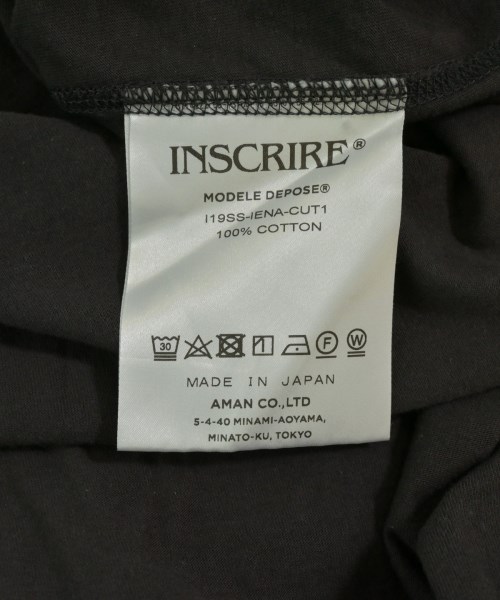 INSCRIRE®
MODELE DEPOSE®
I19SS-IENA-CUT1
100% COTTON
30 F W
MADE IN JAPAN
AMAN CO.,LTD
5-4-40 MINAMI-AOYAMA,
MINATO-KU, TOKYO